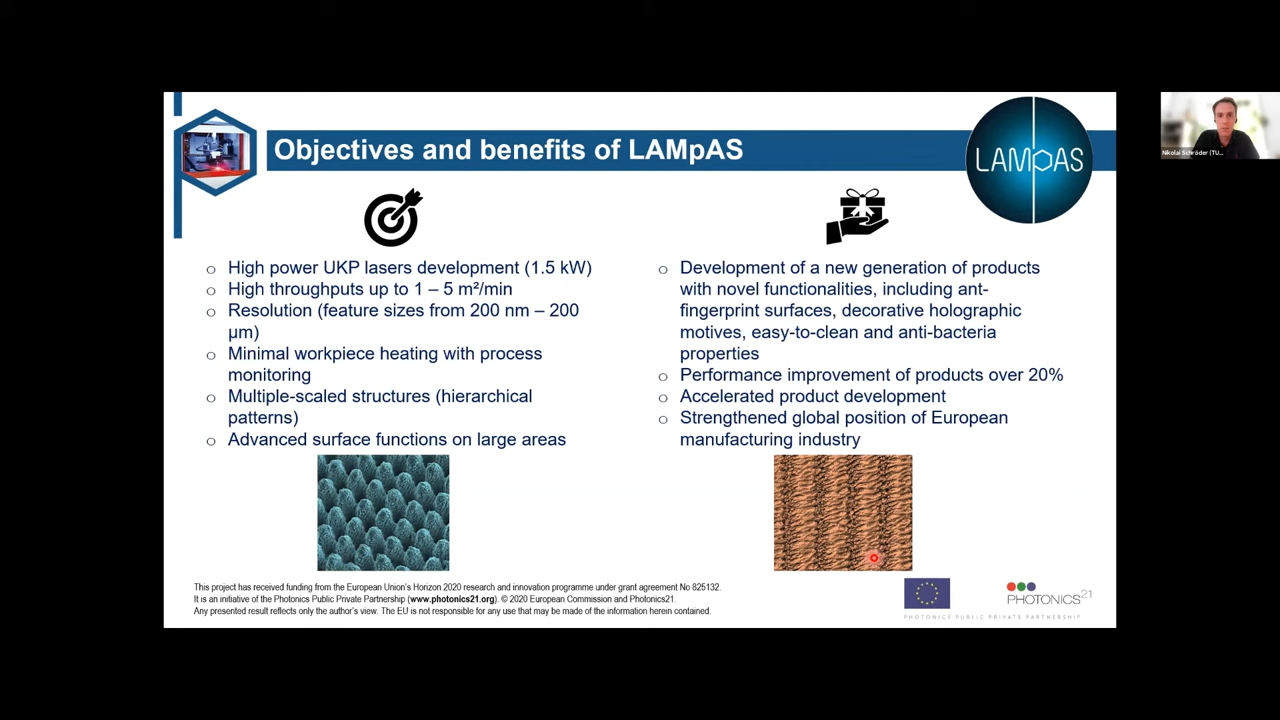 Objectives and benefits of LAMpAS
LAMpAS
Nikolai Schröder (TU...
High power UKP lasers development (1.5 kW)
High throughputs up to 1 – 5 m²/min
Resolution (feature sizes from 200 nm – 200
µm)
Minimal workpiece heating with process
monitoring
Multiple-scaled structures (hierarchical
patterns)
Advanced surface functions on large areas
Development of a new generation of products
with novel functionalities, including ant-
fingerprint surfaces, decorative holographic
motives, easy-to-clean and anti-bacteria
properties
Performance improvement of products over 20%
Accelerated product development
Strengthened global position of European
manufacturing industry
This project has received funding from the European Union's Horizon 2020 research and innovation programme under grant agreement No 825132.
It is an initiative of the Photonics Public Private Partnership (www.photonics21.org). © 2020 European Commission and Photonics21.
Any presented result reflects only the author's view. The EU is not responsible for any use that may be made of the information herein contained.
PHOTONICS21
PHOTONICS PUBLIC PRIVATE PARTNERSHIP